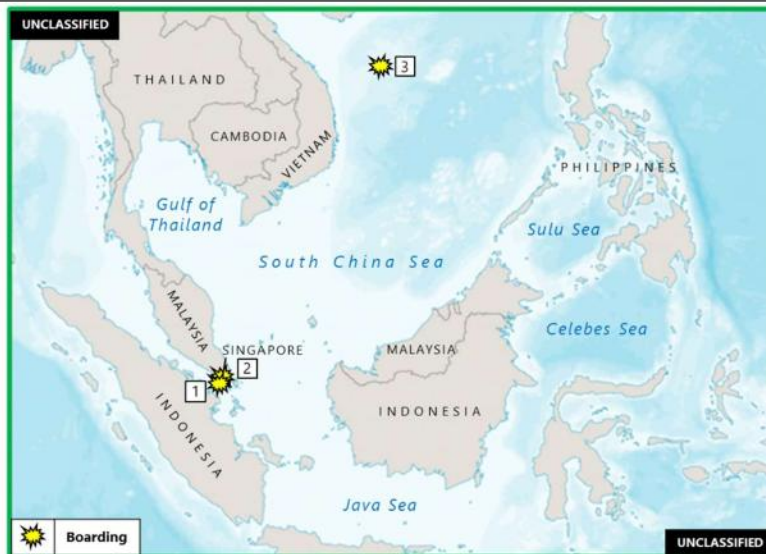 UNCLASSIFIED
3
THAILAND
CAMBODIA
VIETNAM
PHILIPPINES
Gulf of
Thailand
Sulu Sea
South China Sea
MALAYSIA
SINGAPORE
2
MALAYSIA
Celebes Sea
1
INDONESIA
INDONESIA
Java Sea
Boarding
UNCLASSIFIED